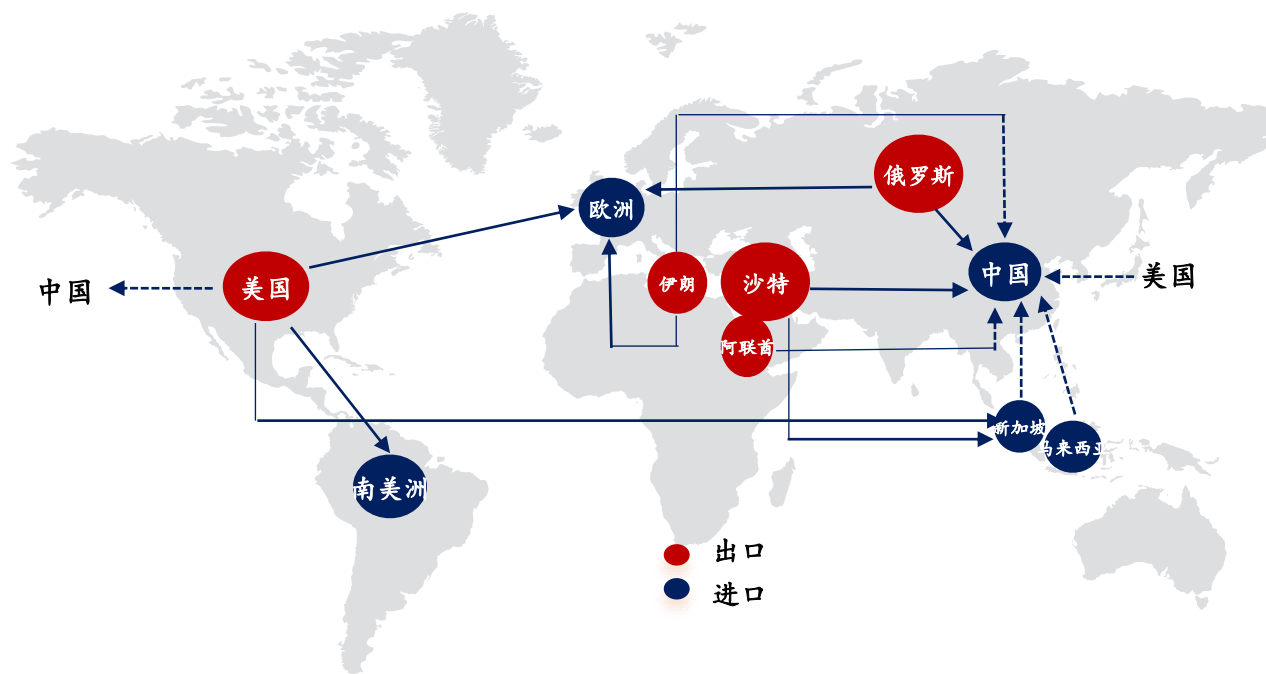 俄罗斯
欧洲
中国
美国
中国
美国
伊朗
沙特
阿联酋
新加坡
马来西亚
南美洲
出口
进口